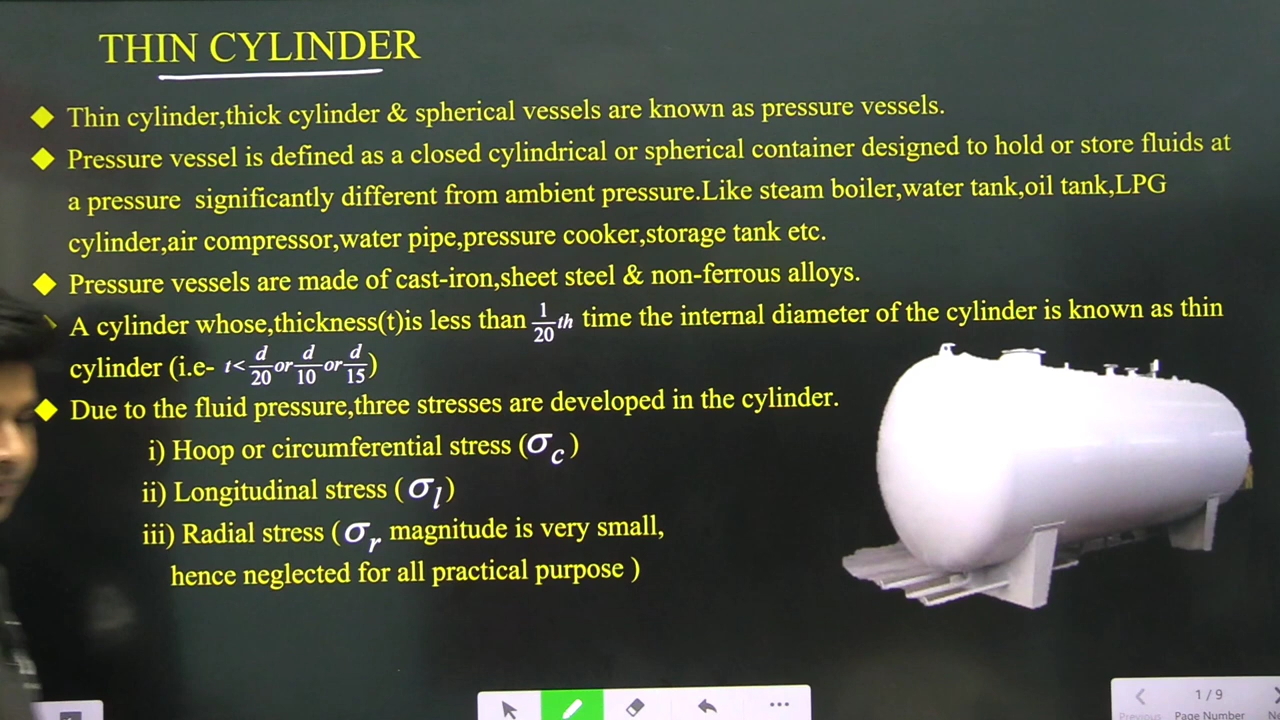 THIN CYLINDER
◆ Thin cylinder,thick cylinder & spherical vessels are known as pressure vessels.
◆ Pressure vessel is defined as a closed cylindrical or spherical container designed to hold or store fluids at
a pressure significantly different from ambient pressure.Like steam boiler,water tank,oil tank,LPG
cylinder,air compressor,water pipe,pressure cooker,storage tank etc.
◆ Pressure vessels are made of cast-iron,sheet steel & non-ferrous alloys.
A cylinder whose,thickness(t)is less than 1/20 th time the internal diameter of the cylinder is known as thin
cylinder (i.e- t< d/20 or d/10 or d/15)
◆ Due to the fluid pressure,three stresses are developed in the cylinder.
i) Hoop or circumferential stress (σc)
ii) Longitudinal stress (σl)
iii) Radial stress (σr magnitude is very small,
hence neglected for all practical purpose )
1 / 9
Previous Page Number